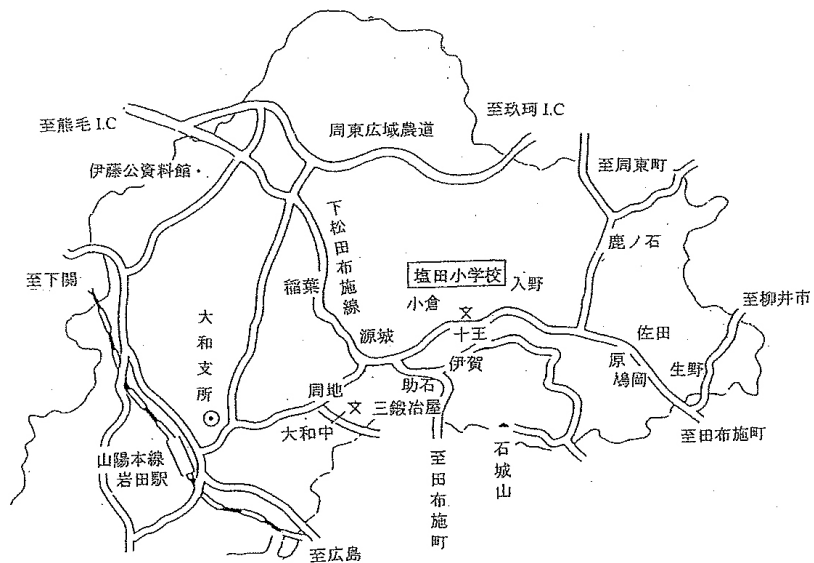 至熊毛I.C
周東広域農道
至玖珂I.C
伊藤公資料館
至周東町
下松田布施線
鹿ノ石
至下関
塩田小学校
入野
稲葉
小倉
至柳井市
大和支所
源城
十王
佐田
伊賀
原
鳩岡
生野
周地
助石
大和中
三鍛冶屋
至田布施町
至田布施町
石城山
山陽本線
岩田駅
至広島